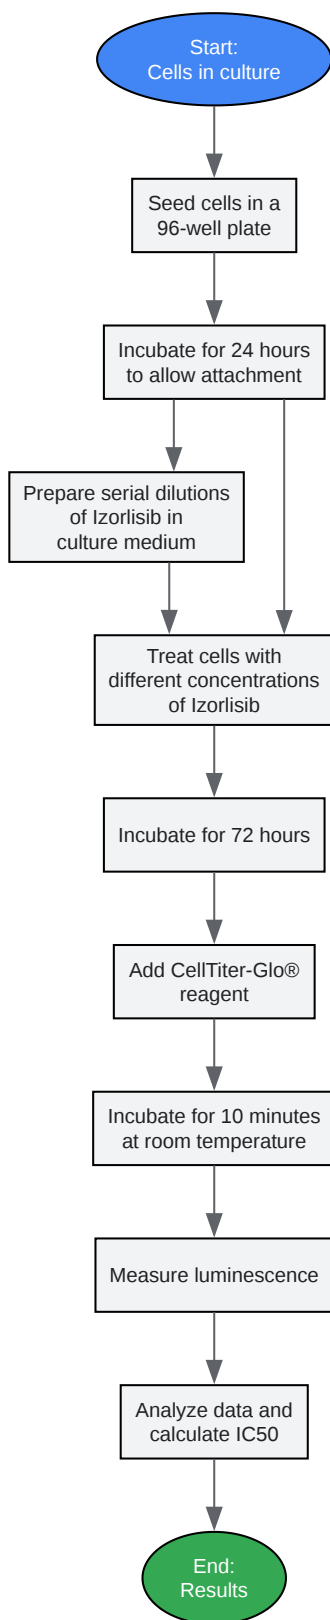 Start:
Cells in culture
Seed cells in a
96-well plate
Incubate for 24 hours
to allow attachment
Prepare serial dilutions
of Izorlisib in
culture medium
Treat cells with
different concentrations
of Izorlisib
Incubate for 72 hours
Add CellTiter-Glo®
reagent
Incubate for 10 minutes
at room temperature
Measure luminescence
Analyze data and
calculate IC50
End:
Results